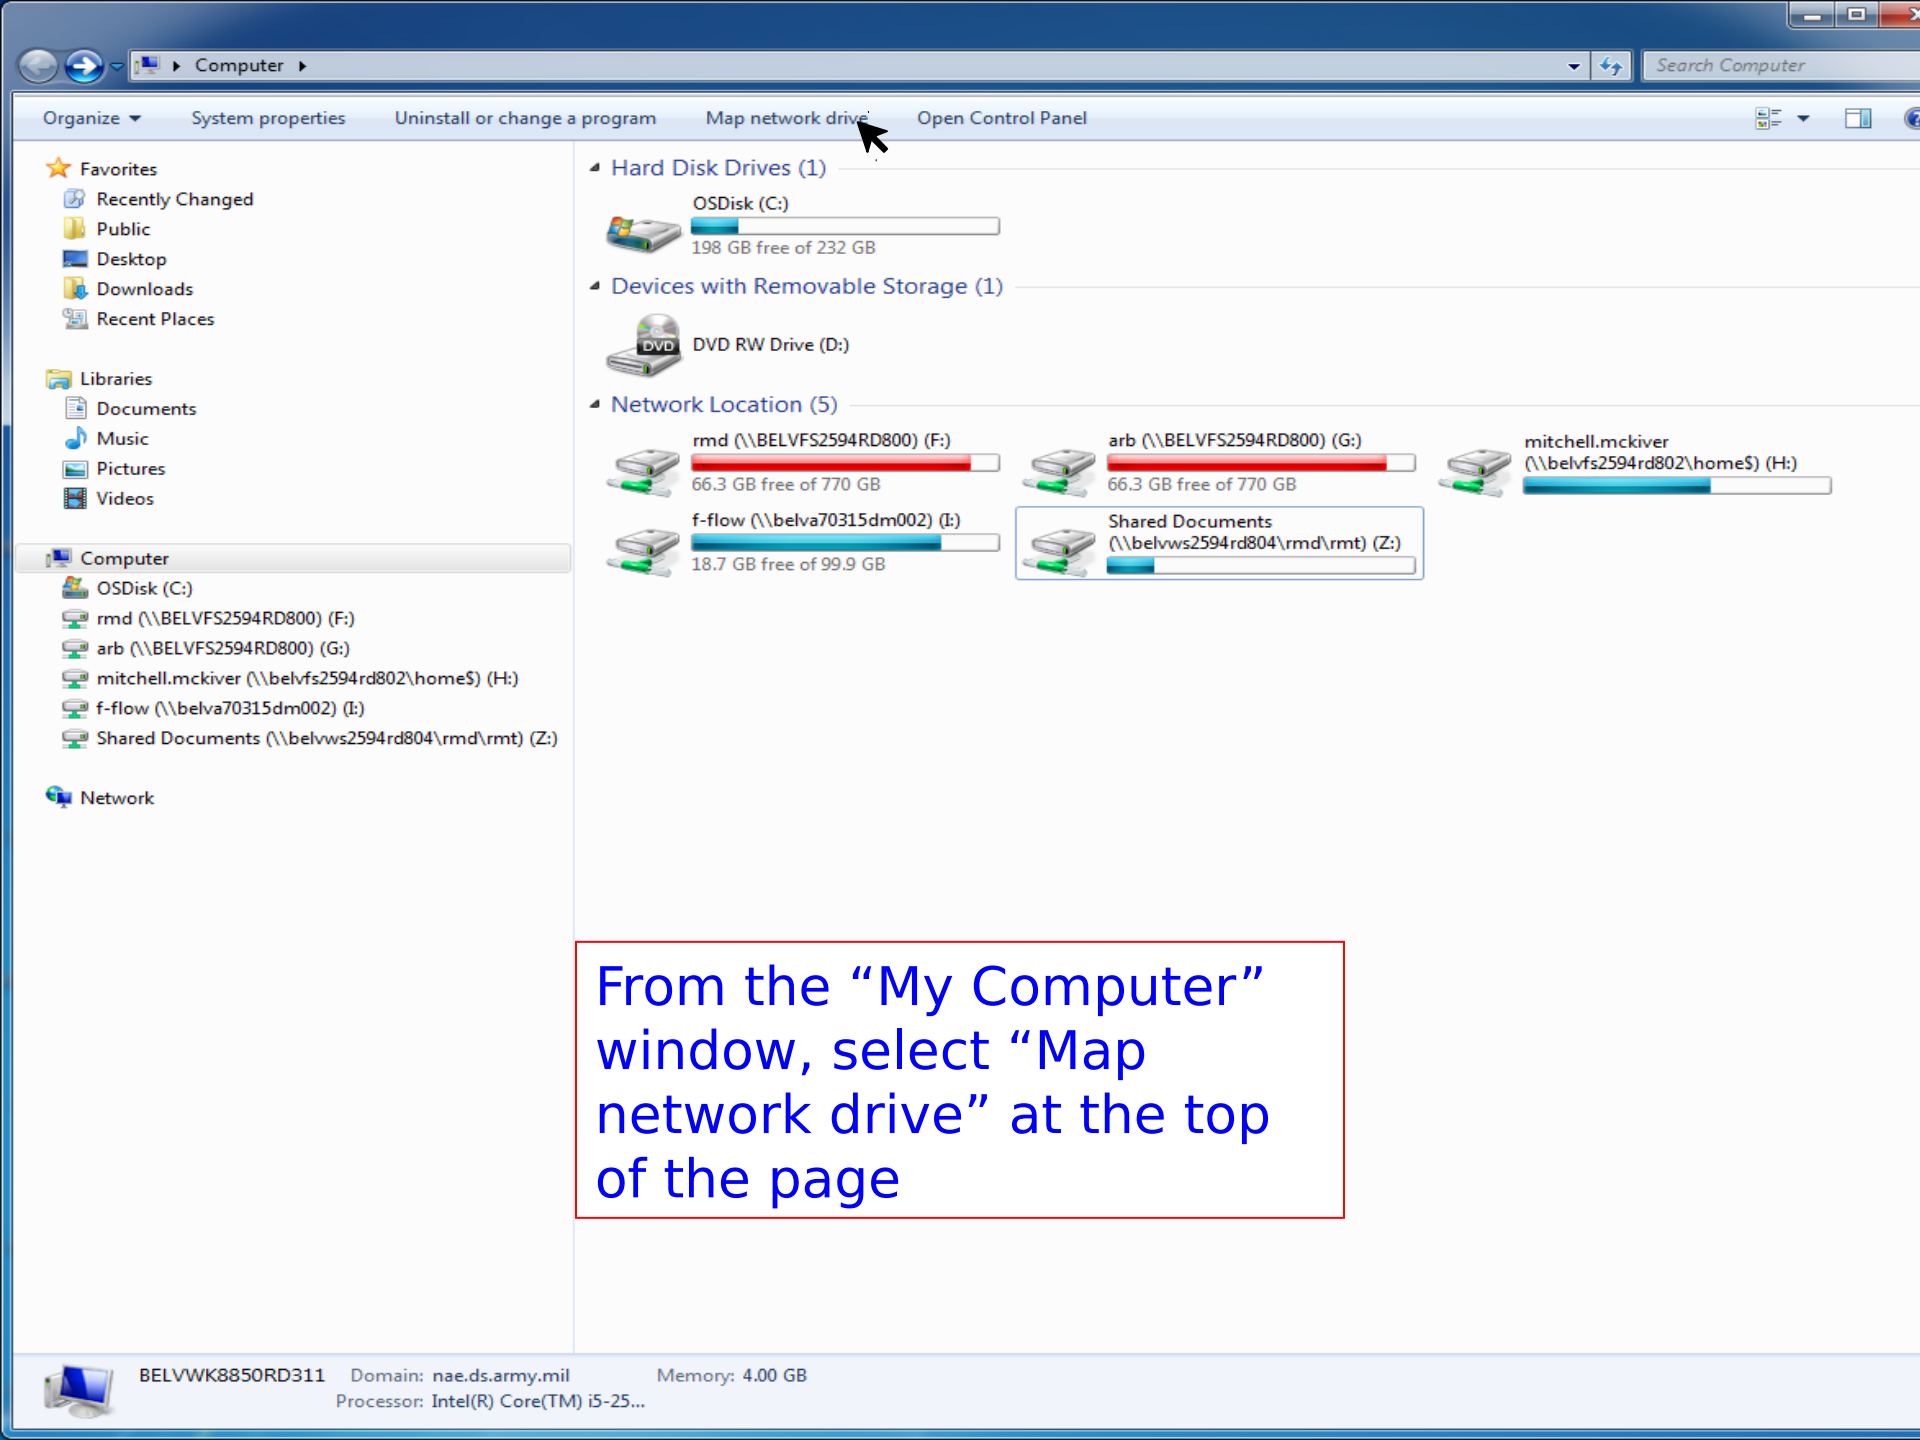 Computer
Search Computer
Organize
System properties
Uninstall or change a program
Map network drive
Open Control Panel
Favorites
Recently Changed
Public
Desktop
Downloads
Recent Places
Libraries
Documents
Music
Pictures
Videos
Computer
OSDisk (C:)
rmd (\\BELVFS2594RD800) (F:)
arb (\\BELVFS2594RD800) (G:)
mitchell.mckiver (\\belvfs2594rd802\home$) (H:)
f-flow (\\belva70315dm002) (I:)
Shared Documents (\\belvws2594rd804\rmd\rmt) (Z:)
Network
Hard Disk Drives (1)
OSDisk (C:)
198 GB free of 232 GB
Devices with Removable Storage (1)
DVD
DVD RW Drive (D:)
Network Location (5)
rmd (\\BELVFS2594RD800) (F:)
66.3 GB free of 770 GB
arb (\\BELVFS2594RD800) (G:)
66.3 GB free of 770 GB
mitchell.mckiver
(\\belvfs2594rd802\home$) (H:)
f-flow (\\belva70315dm002) (I:)
18.7 GB free of 99.9 GB
Shared Documents
(\\belvws2594rd804\rmd\rmt) (Z:)
From the “My Computer”
window, select “Map
network drive” at the top
of the page
BELVWK8850RD311
Domain: nae.ds.army.mil
Memory: 4.00 GB
Processor: Intel(R) Core(TM) i5-25...